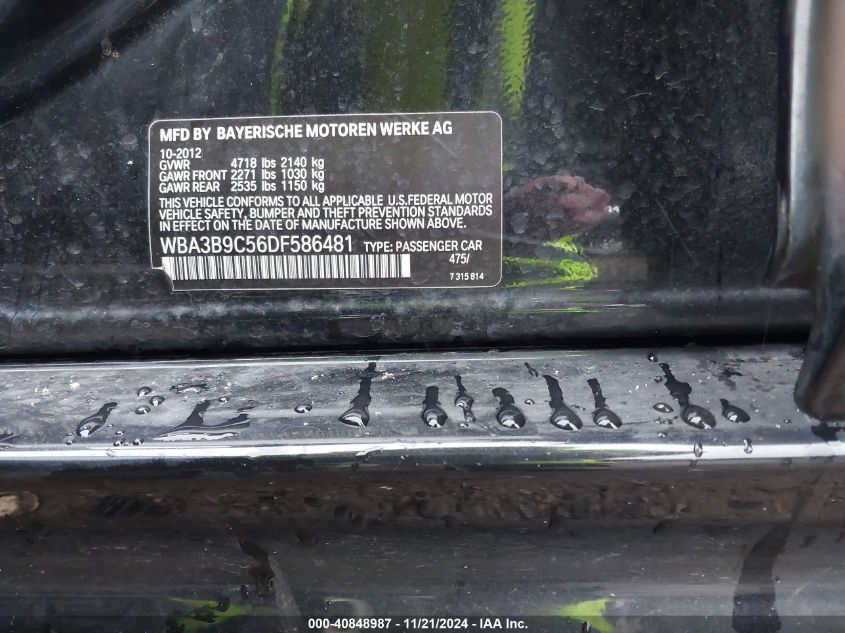 MFD BY BAYERISCHE MOTOREN WERKE AG
10-2012
GVWR 4718 lbs 2140 kg
GAWR FRONT 2271 lbs 1030 kg
GAWR REAR 2535 lbs 1150 kg
THIS VEHICLE CONFORMS TO ALL APPLICABLE U.S.FEDERAL MOTOR
VEHICLE SAFETY, BUMPER AND THEFT PREVENTION STANDARDS
IN EFFECT ON THE DATE OF MANUFACTURE SHOWN ABOVE.
WBA3B9C56DF586481 TYPE: PASSENGER CAR
475/
7 315 814
000-40848987 - 11/21/2024 - IAA Inc.